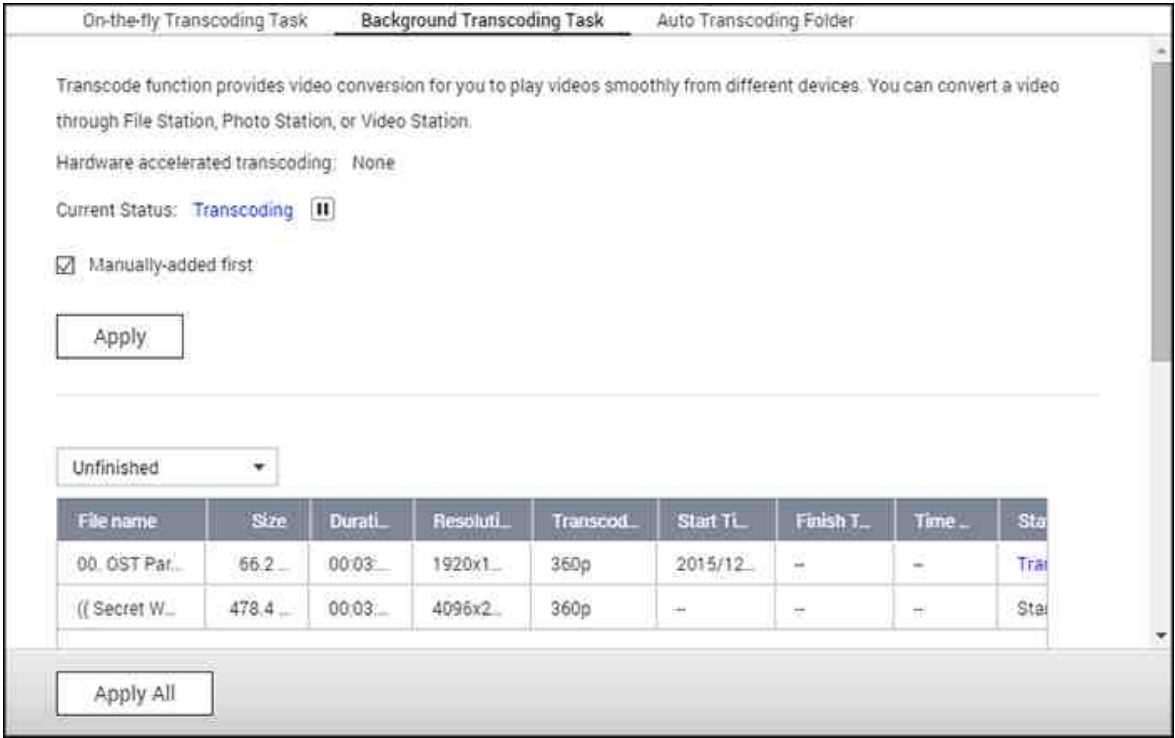 On-the-fly Transcoding Task Background Transcoding Task Auto Transcoding Folder
Transcode function provides video conversion for you to play videos smoothly from different devices. You can convert a video
through File Station, Photo Station, or Video Station.
Hardware accelerated transcoding: None
Current Status: Transcoding
Manually-added first
Apply
Unfinished
File name Size Durati... Resoluti... Transcod... Start Ti... Finish T... Time ... Sta
00. OST Par... 66.2 ... 00:03:... 1920x1... 360p 2015/12... -- -- Tra
(( Secret W... 478.4 ... 00:03:... 4096x2... 360p -- -- -- Sta
Apply All